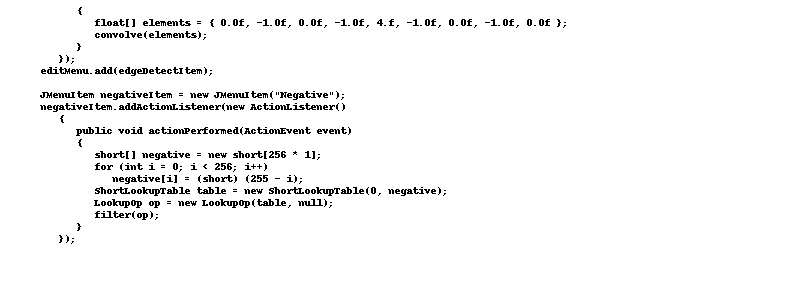 {
float[] elements = { 0.0f, -1.0f, 0.0f, -1.0f, 4.f, -1.0f, 0.0f, -1.0f, 0.0f };
convolve(elements);
}
});
editMenu.add(edgeDetectItem);
JMenuItem negativeItem = new JMenuItem("Negative");
negativeItem.addActionListener(new ActionListener()
{
public void actionPerformed(ActionEvent event)
{
short[] negative = new short[256 * 1];
for (int i = 0; i < 256; i++)
negative[i] = (short) (255 - i);
ShortLookupTable table = new ShortLookupTable(0, negative);
LookupOp op = new LookupOp(table, null);
filter(op);
}
});